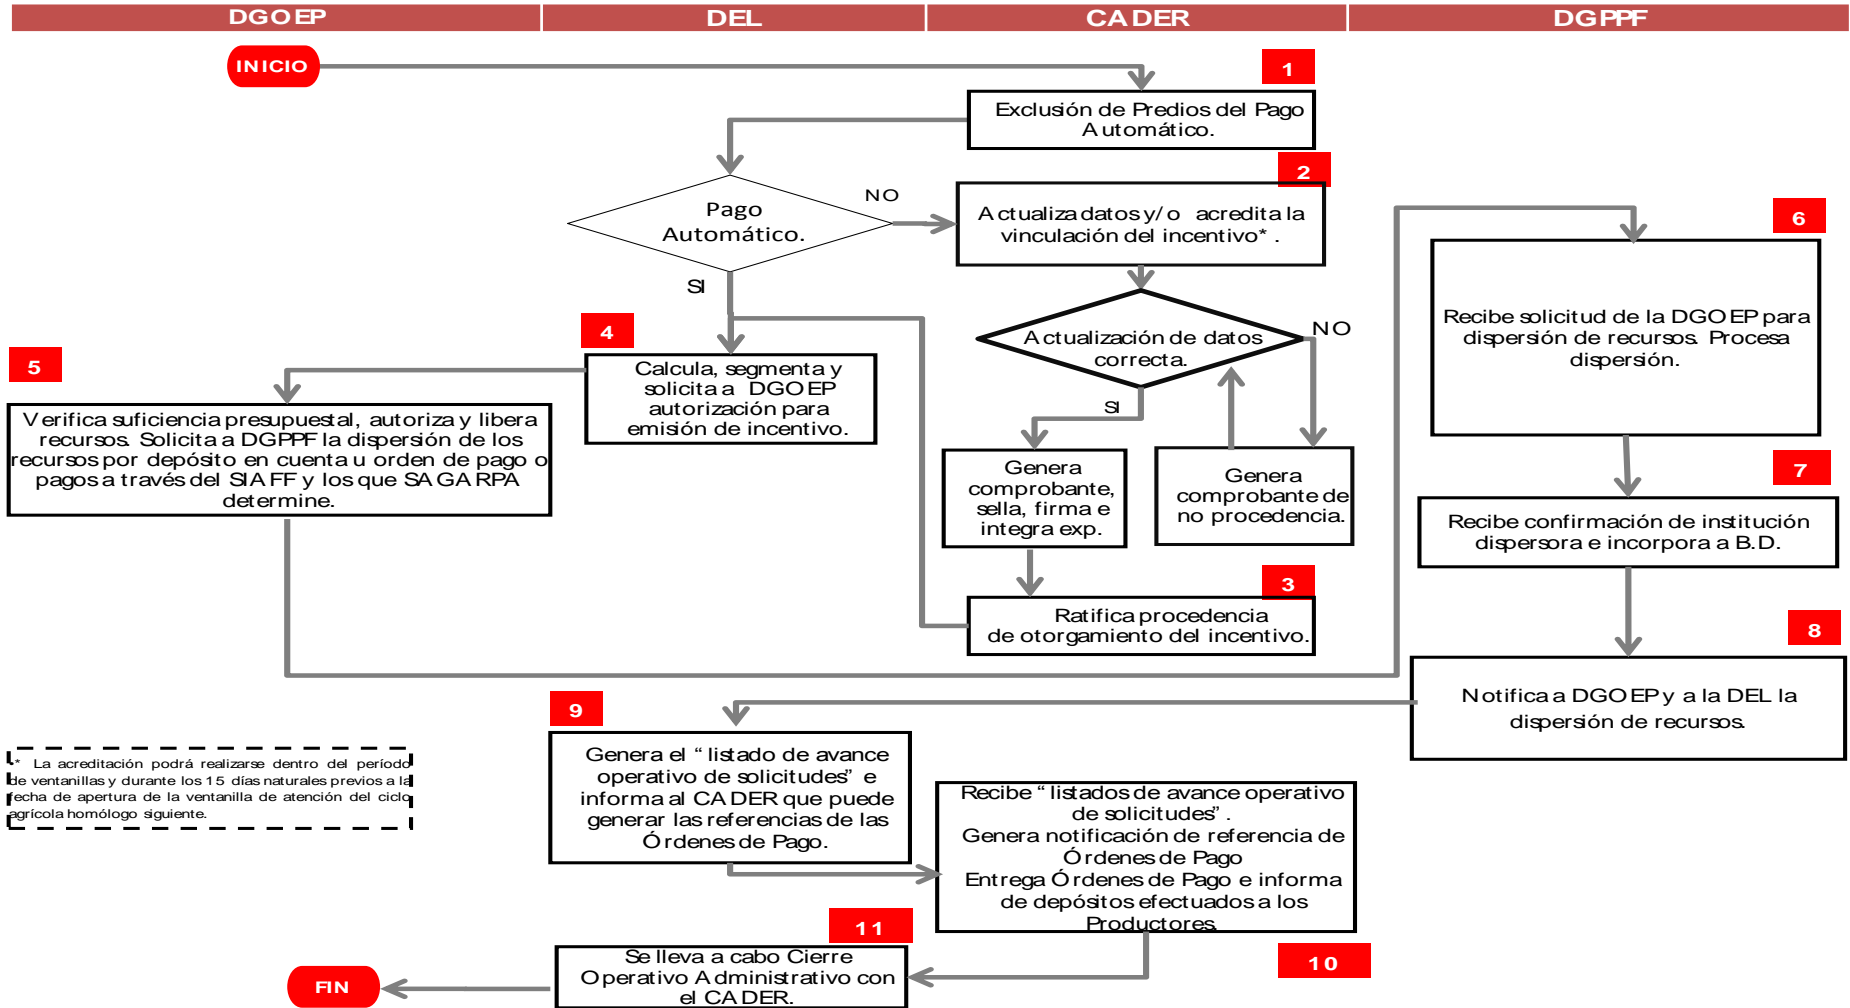 DGOEP
DEL
CADER
DGPPF
INICIO
1
Exclusión de Predios del Pago
Automático.
2
Pago
Automático.
NO
SI
Actualiza datos y/o acredita la
vinculación del incentivo*.
Actualización de datos
correcta.
NO
SI
Genera
comprobante,
sella, firma e
integra exp.
Genera
comprobante de
no procedencia.
3
Ratifica procedencia
de otorgamiento del incentivo.
4
Calcula, segmenta y
solicita a DGOEP
autorización para
emisión de incentivo.
5
Verifica suficiencia presupuestal, autoriza y libera
recursos. Solicita a DGPPF la dispersión de los
recursos por depósito en cuenta u orden de pago o
pagos a través del SIAFF y los que SAGARPA
determine.
6
Recibe solicitud de la DGOEP para
dispersión de recursos. Procesa
dispersión.
7
Recibe confirmación de institución
dispersora e incorpora a B.D.
8
Notifica a DGOEP y a la DEL la
dispersión de recursos.
9
Genera el “listado de avance
operativo de solicitudes” e
informa al CADER que puede
generar las referencias de las
Órdenes de Pago.
Recibe “listados de avance operativo
de solicitudes”.
Genera notificación de referencia de
Órdenes de Pago
Entrega Órdenes de Pago e informa
de depósitos efectuados a los
Productores.
10
11
Se lleva a cabo Cierre
Operativo Administrativo con
el CADER.
FIN
* La acreditación podrá realizarse dentro del período
de ventanillas y durante los 15 días naturales previos a la
fecha de apertura de la ventanilla de atención del ciclo
agrícola homólogo siguiente.